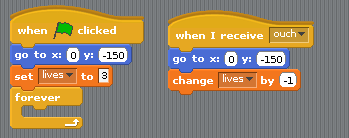 when clicked
go to x: 0 y: -150
set lives to 3
forever
when I receive ouch
go to x: 0 y: -150
change lives by -1